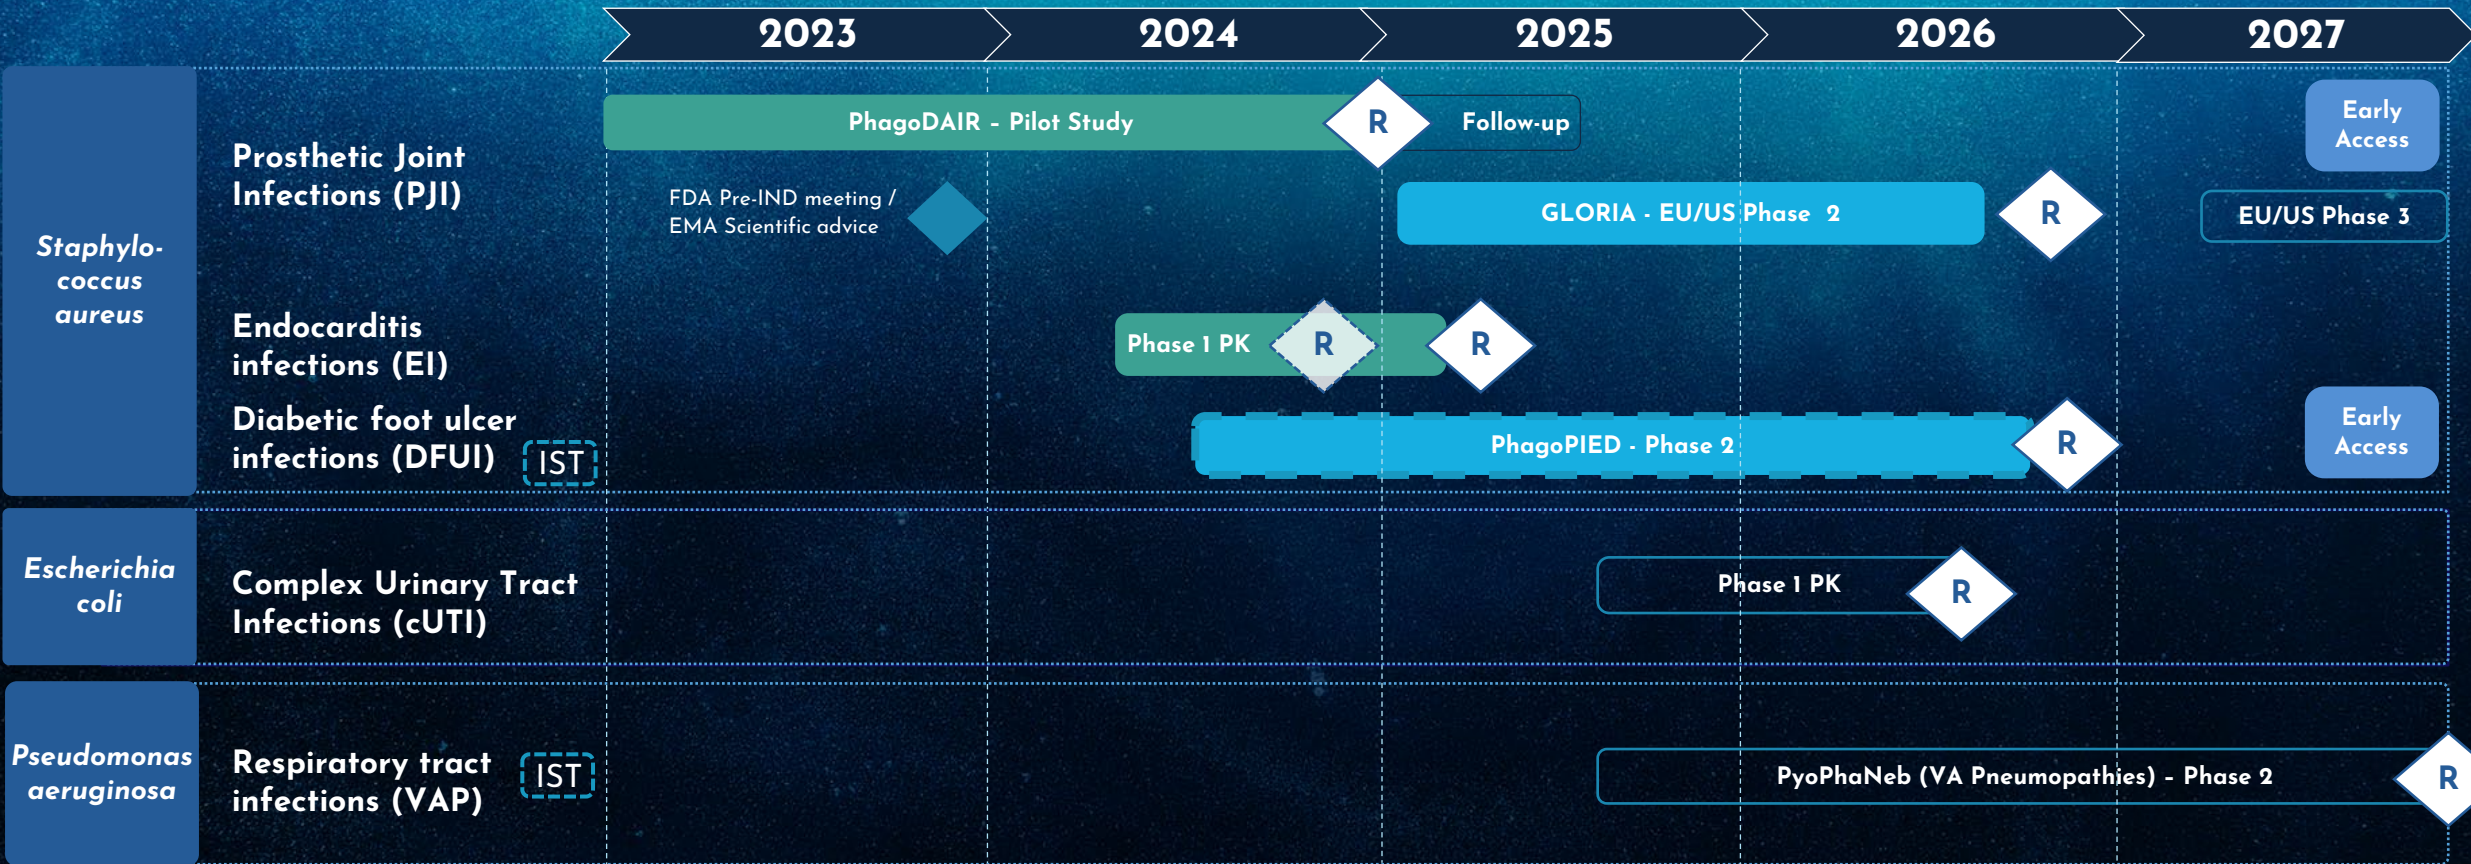 2023
2024
2025
2026
2027
Staphylo-
coccus
aureus
Prosthetic Joint
Infections (PJI)
PhagoDAIR – Pilot Study
R
Follow-up
Early
Access
FDA Pre-IND meeting /
EMA Scientific advice
GLORIA - EU/US Phase 2
R
EU/US Phase 3
Endocarditis
infections (EI)
Phase 1 PK
R
R
Diabetic foot ulcer
infections (DFUI)
IST
PhagoPIED - Phase 2
R
Early
Access
Escherichia
coli
Complex Urinary Tract
Infections (cUTI)
Phase 1 PK
R
Pseudomonas
aeruginosa
Respiratory tract
infections (VAP)
IST
PyoPhaNeb (VA Pneumopathies) – Phase 2
R